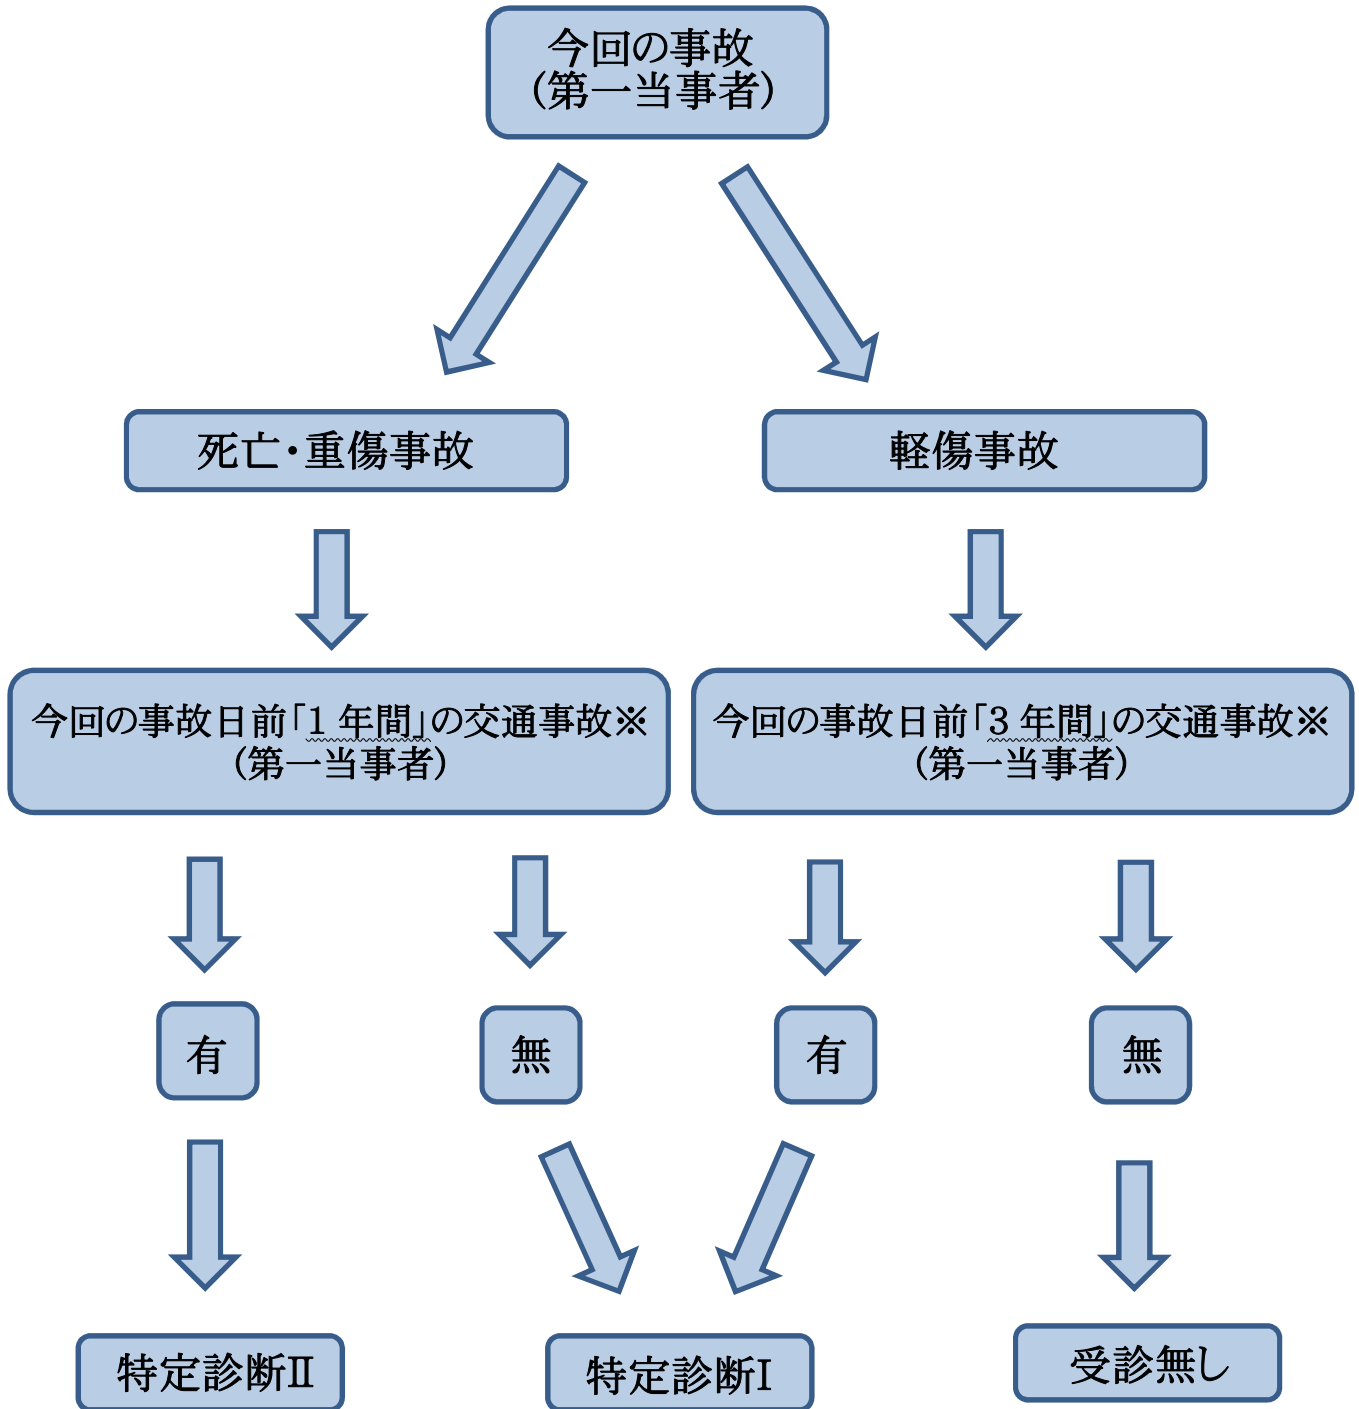 今回の事故
（第一当事者）
死亡・重傷事故
軽傷事故
今回の事故日前「1 年間」の交通事故※
（第一当事者）
今回の事故日前「3 年間」の交通事故※
（第一当事者）
有
無
有
無
特定診断Ⅱ
特定診断Ⅰ
受診無し